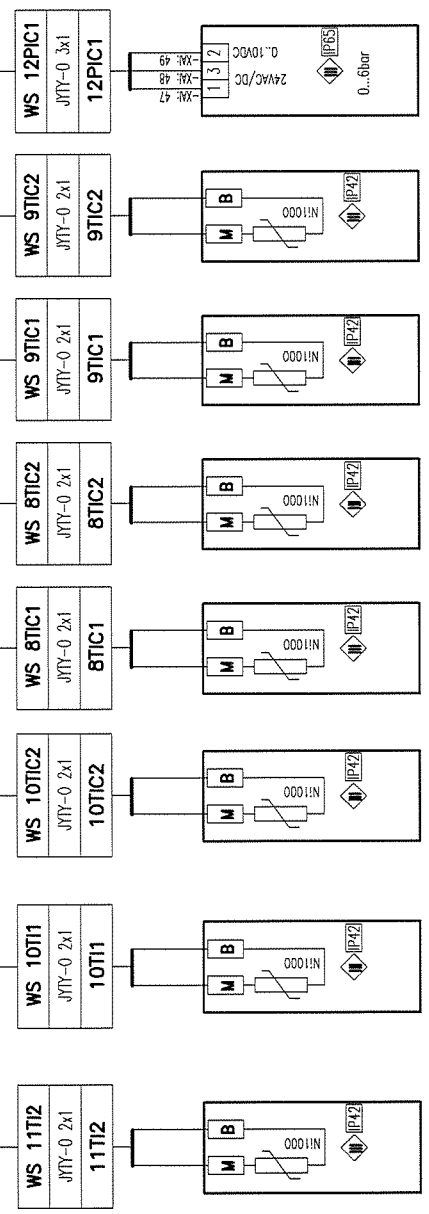 WS 11TI2
JYTY-O 2x1
11TI2
M B
Ni1000
IP42
WS 10TI1
JYTY-O 2x1
10TI1
M B
Ni1000
IP42
WS 10TIC2
JYTY-O 2x1
10TIC2
M B
Ni1000
IP42
WS 8TIC1
JYTY-O 2x1
8TIC1
M B
Ni1000
IP42
WS 8TIC2
JYTY-O 2x1
8TIC2
M B
Ni1000
IP42
WS 9TIC1
JYTY-O 2x1
9TIC1
M B
Ni1000
IP42
WS 9TIC2
JYTY-O 2x1
9TIC2
M B
Ni1000
IP42
WS 12PIC1
JYTY-O 3x1
12PIC1
-XAI: 47
-XAI: 48
-XAI: 49
1 3 2
24VAC/DC
0..10VDC
IP65
0...6bar